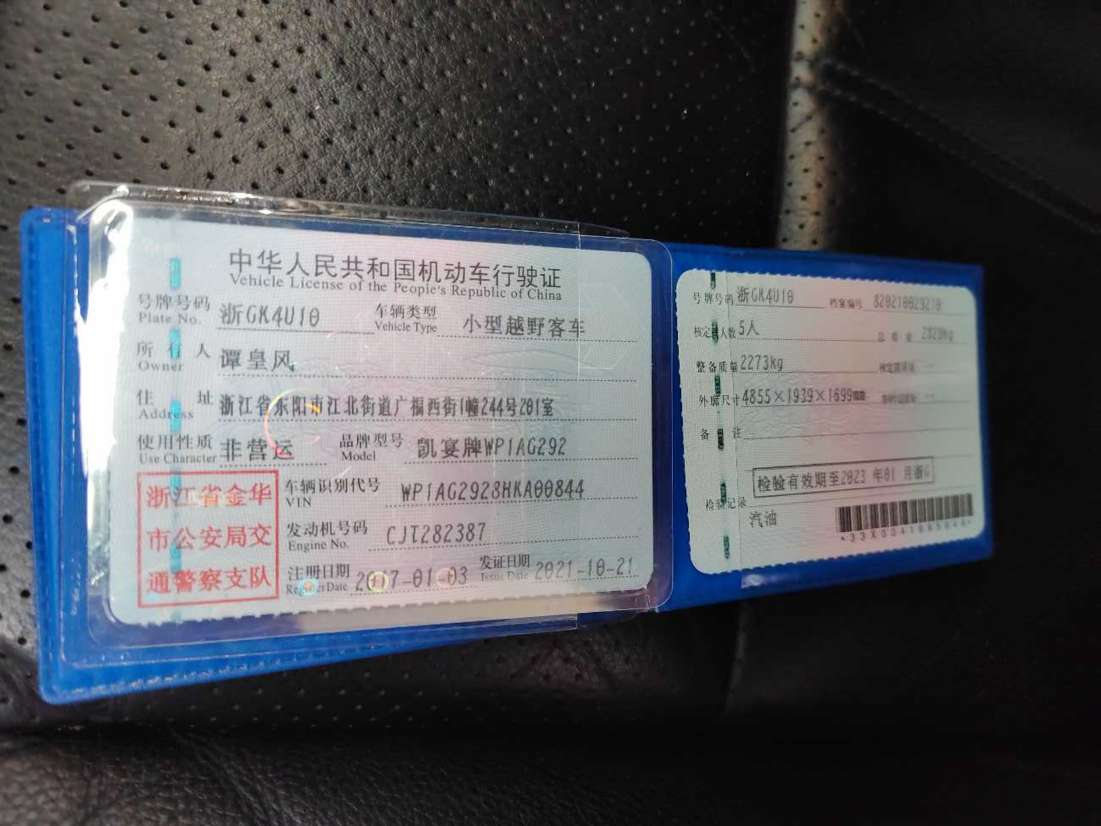 中华人民共和国机动车行驶证
Vehicle License of the People's Republic of China
号牌号码 浙GK4U10 车辆类型 小型越野客车
Plate No. Vehicle Type
所有人 谭皇风
Owner
住址 浙江省东阳市江北街道广福西街1幢244号201室
Address
使用性质 非营运 品牌型号 凯宴牌WP1AG292
Use Character Model
浙江省金华
市公安局交
通警察支队
车辆识别代号 WP1AG2928HKA00844
VIN
发动机号码 CJT282387
Engine No.
注册日期 2017-01-03 发证日期 2021-10-21
Register Date Issue Date
号牌号码 浙GK4U10 档案编号
核定人数 5人 总质量
整备质量 2273kg 核定载质量 --
外廓尺寸 4855×1939×1699mm --
备注
检验有效期至2023年01月浙G
检验记录
汽油